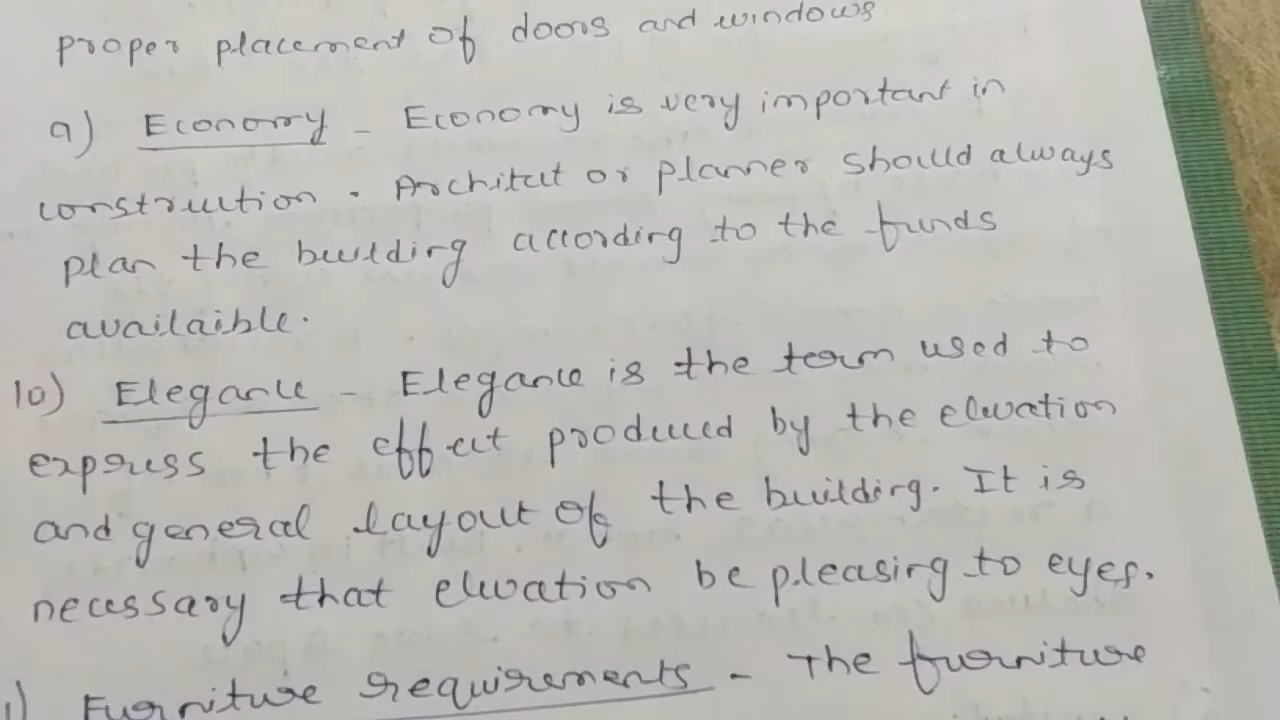 proper placement of doors and windows
9) Economy - Economy is very important in
construction. Architect or planner should always
plan the building according to the funds
availaible.
10) Elegance - Elegance is the term used to
express the effect produced by the elevation
and general layout of the building. It is
necessary that elevation be pleasing to eyes.
1) Furniture requirements - The furniture